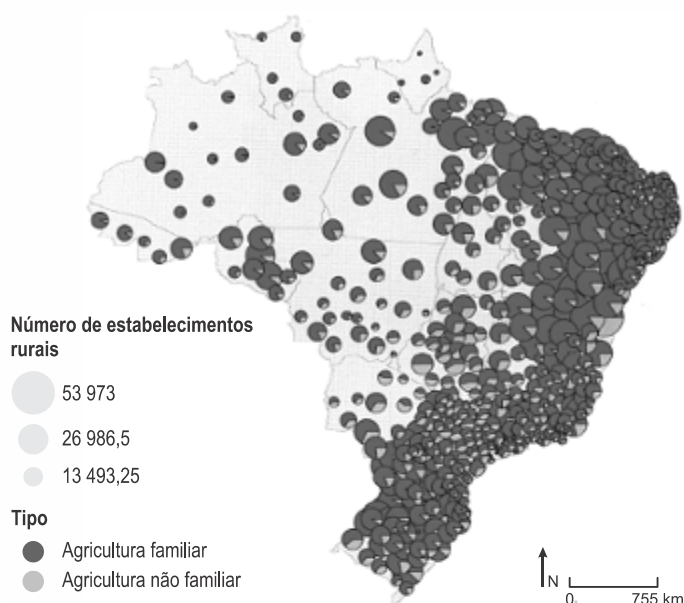 Número de estabelecimentos
rurais
53 973
26 986,5
13 493,25
Tipo
Agricultura familiar
Agricultura não familiar
N
0 755 km